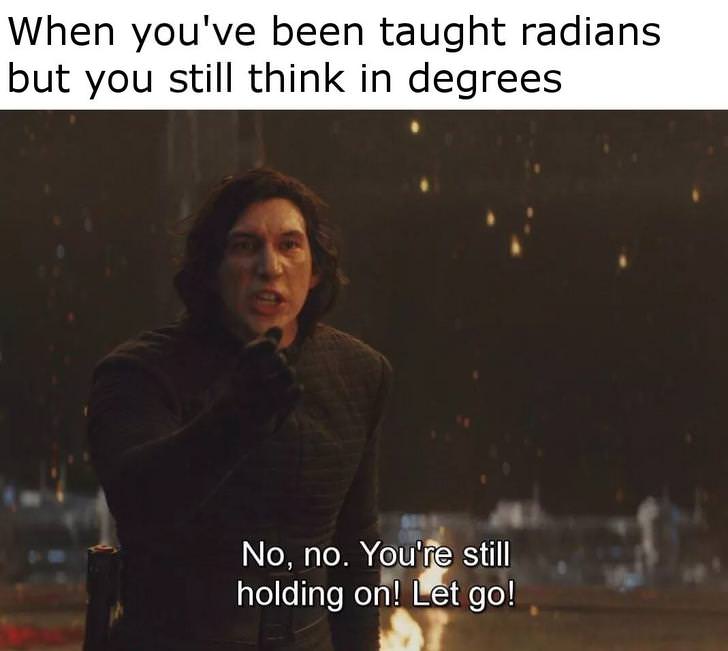 When you've been taught radians
but you still think in degrees
No, no. You're still
holding on! Let go!